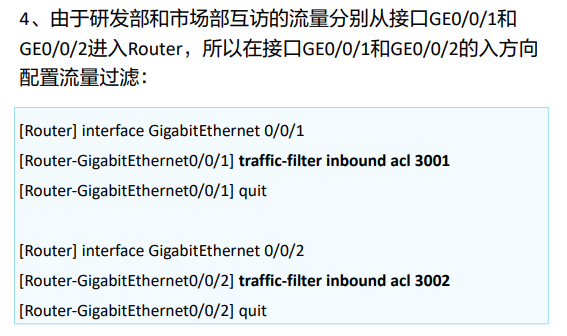 4、由于研发部和市场部互访的流量分别从接口GE0/0/1和
GE0/0/2进入Router，所以在接口GE0/0/1和GE0/0/2的入方向
配置流量过滤：
[Router] interface GigabitEthernet 0/0/1
[Router-GigabitEthernet0/0/1] traffic-filter inbound acl 3001
[Router-GigabitEthernet0/0/1] quit
[Router] interface GigabitEthernet 0/0/2
[Router-GigabitEthernet0/0/2] traffic-filter inbound acl 3002
[Router-GigabitEthernet0/0/2] quit